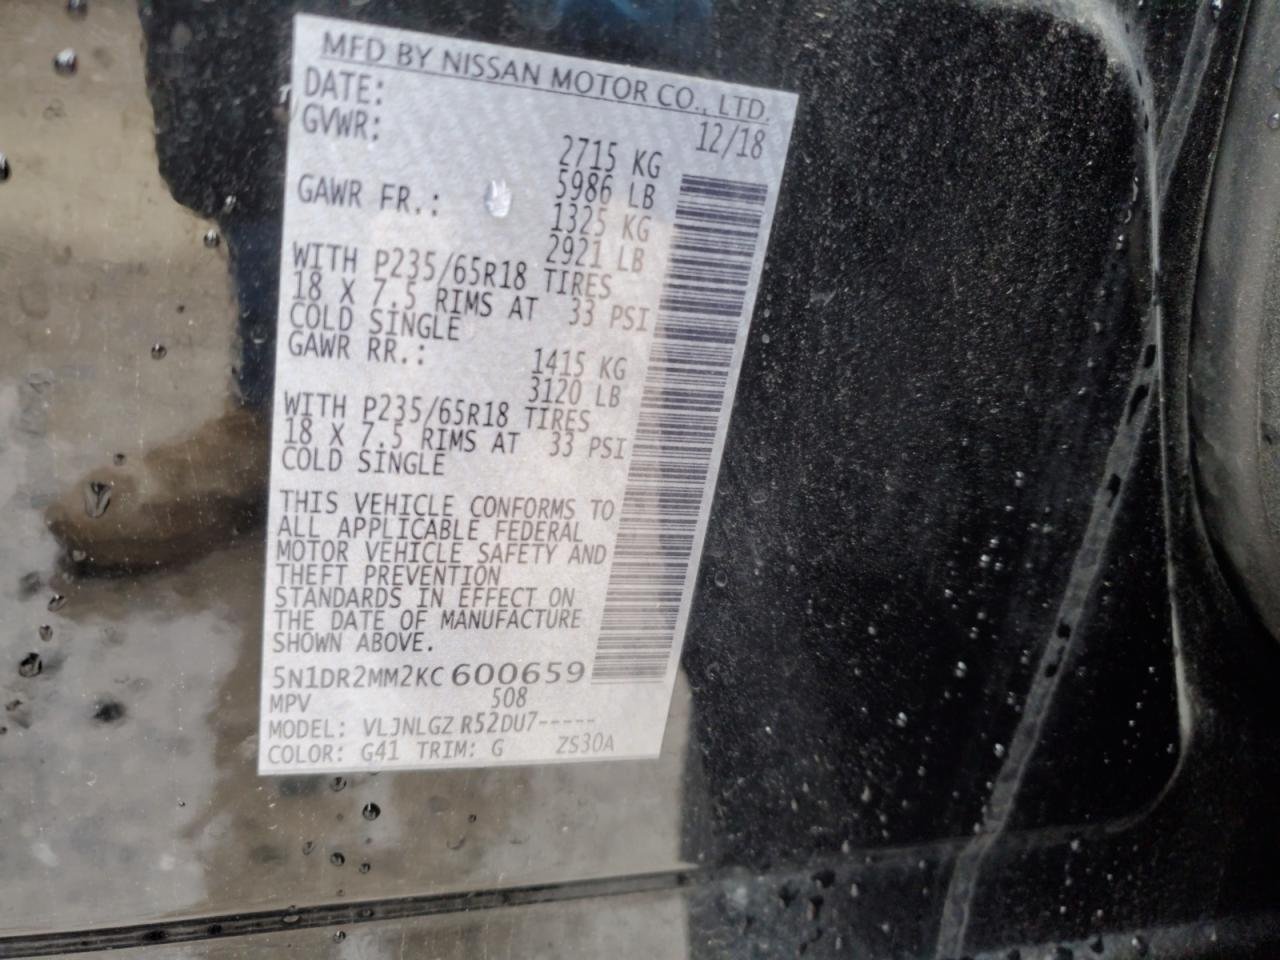 MFD BY NISSAN MOTOR CO., LTD.
DATE: 12/18
GVWR: 2715 KG
5986 LB
GAWR FR.: 1325 KG
2921 LB
WITH P235/65R18 TIRES
18 X 7.5 RIMS AT 33 PSI
COLD SINGLE
GAWR RR.: 1415 KG
3120 LB
WITH P235/65R18 TIRES
18 X 7.5 RIMS AT 33 PSI
COLD SINGLE
THIS VEHICLE CONFORMS TO
ALL APPLICABLE FEDERAL
MOTOR VEHICLE SAFETY AND
THEFT PREVENTION
STANDARDS IN EFFECT ON
THE DATE OF MANUFACTURE
SHOWN ABOVE.
5N1DR2MM2KC600659
MPV 508
MODEL: VLJNLGZ R52DU7-----
COLOR: G41 TRIM: G ZS30A